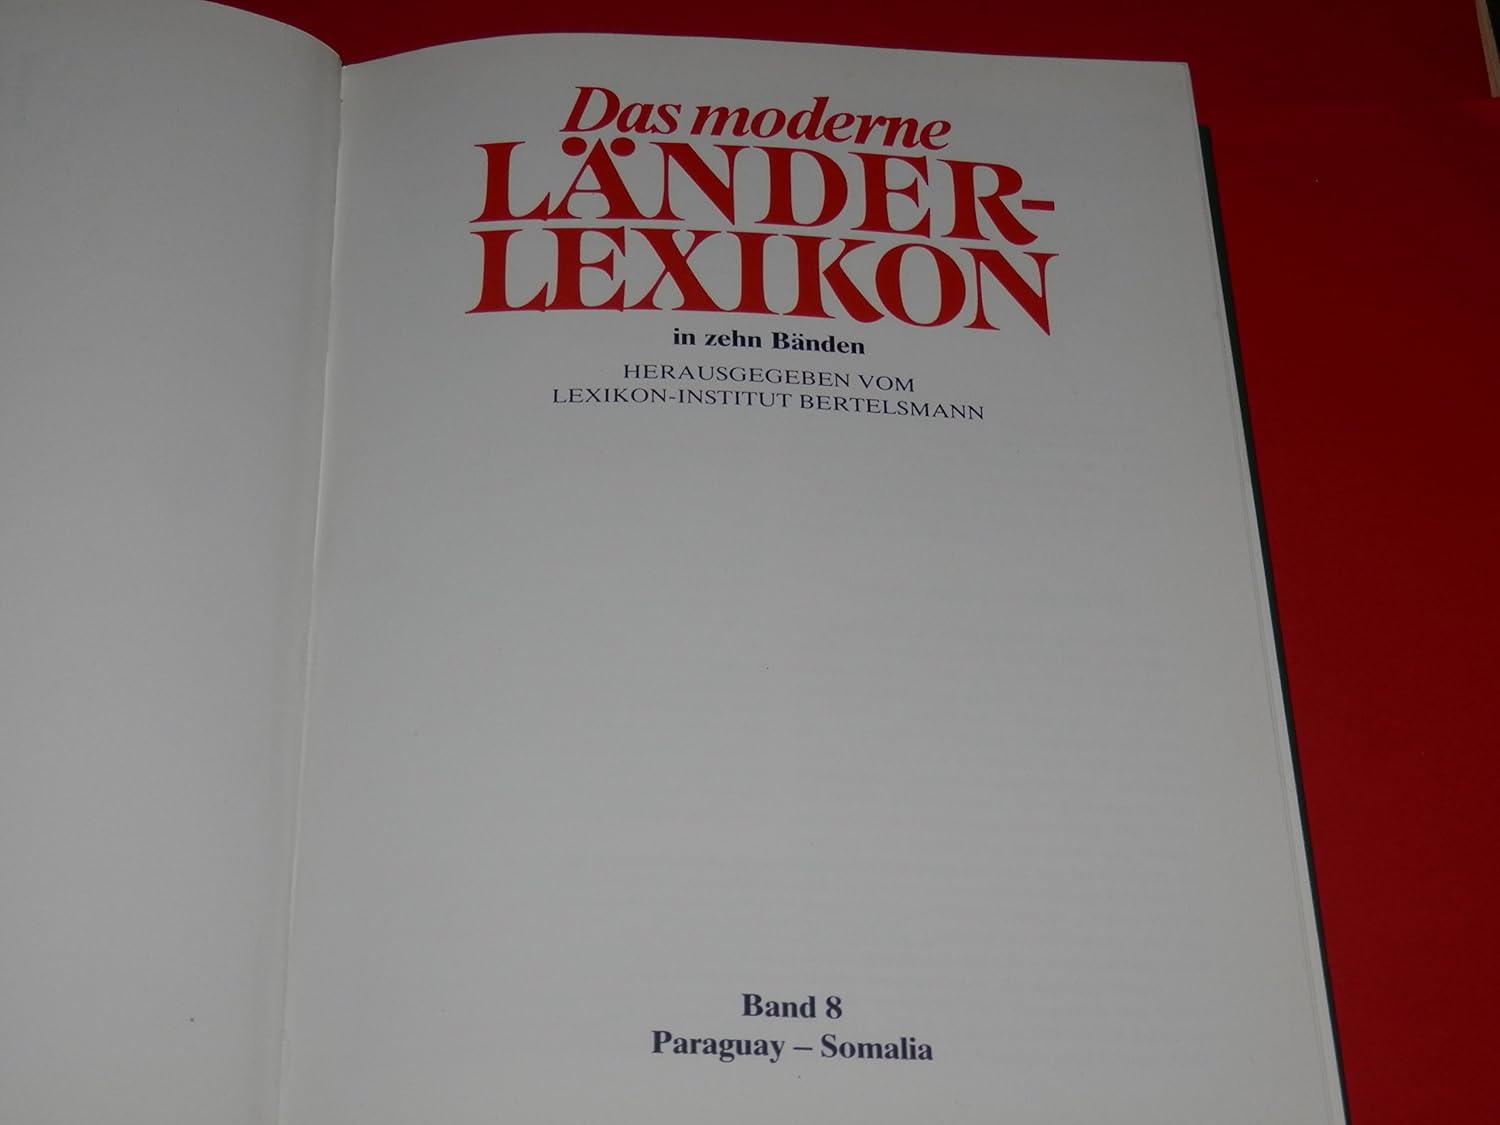 Das moderne
LÄNDER-
LEXIKON
in zehn Bänden
HERAUSGEGEBEN VOM
LEXIKON-INSTITUT BERTELSMANN
Band 8
Paraguay – Somalia